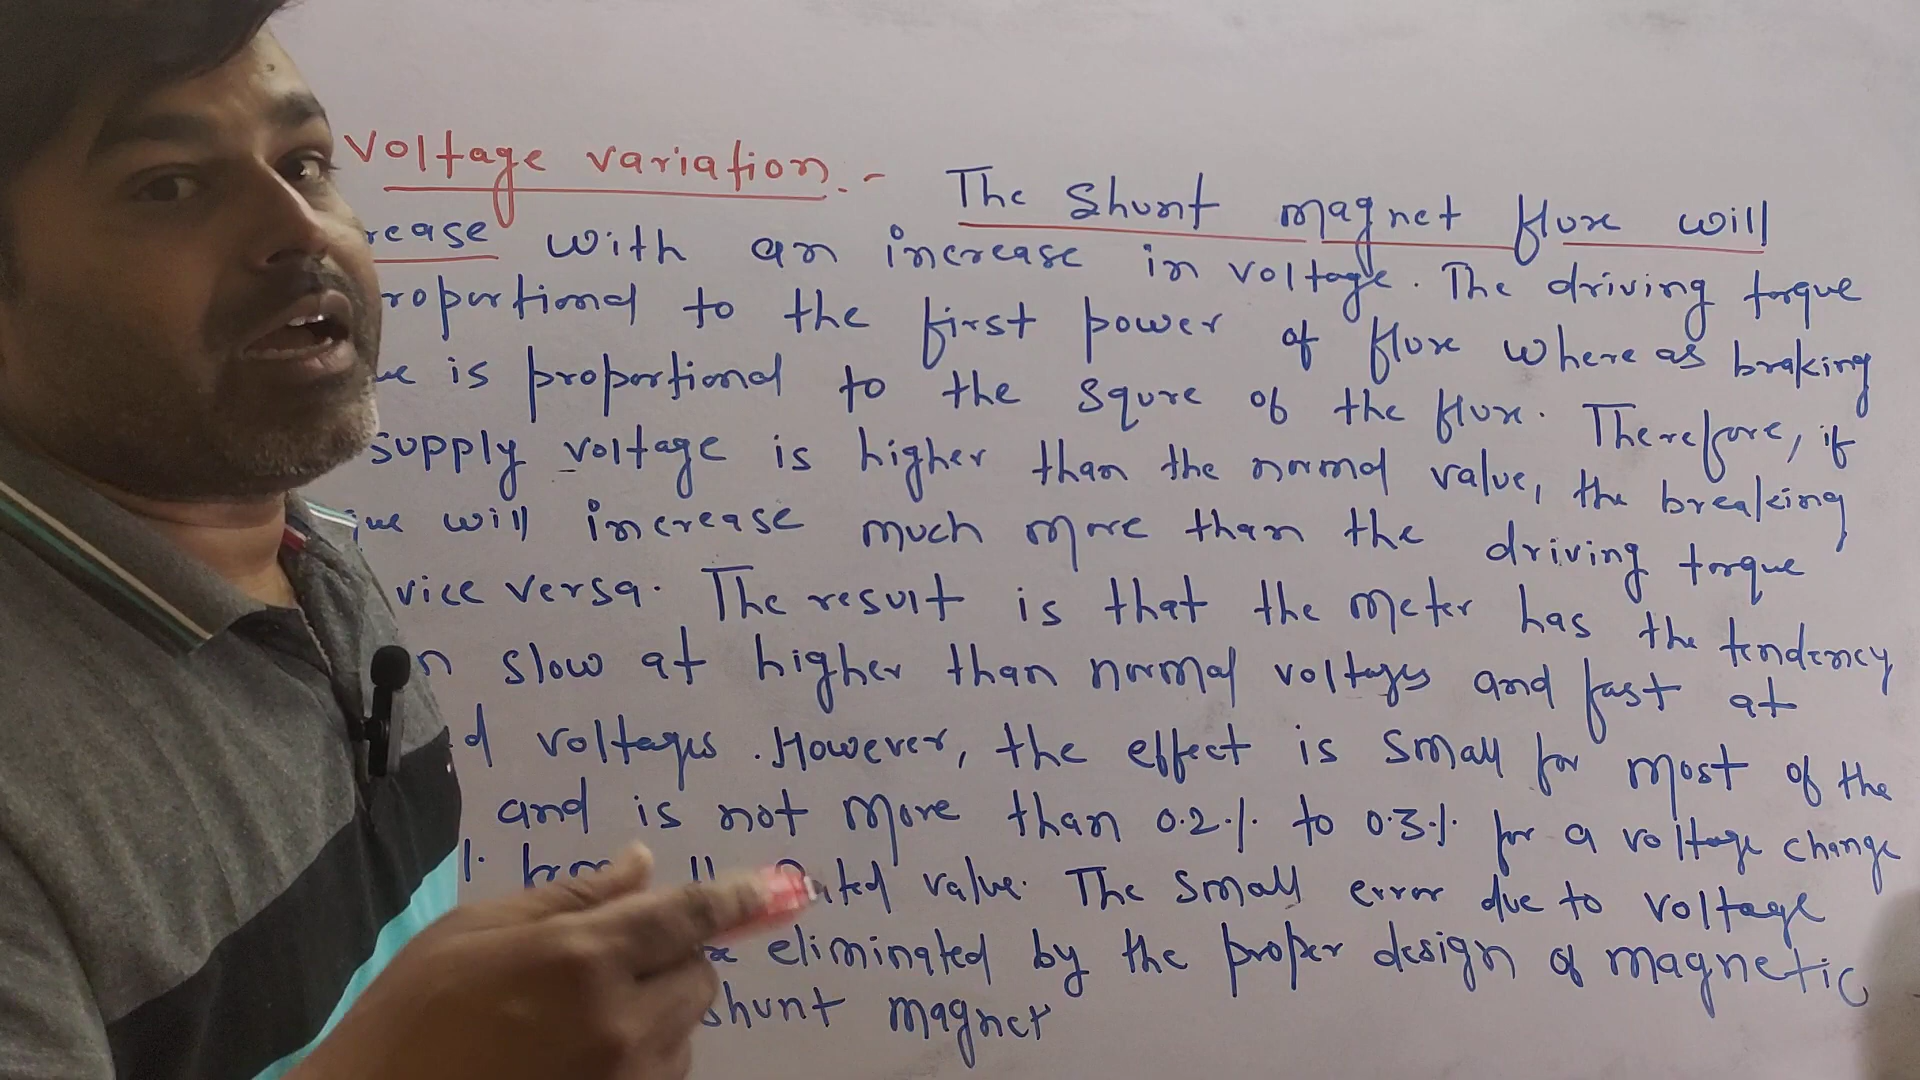 Voltage variation.- The Shunt magnet flux will
rease with an increase in voltage. The driving torque
roportional to the first power of flux where as braking
ue is proportional to the squre of the flux. Therefore, if
supply voltage is higher than the normal value, the breaking
que will increase much more than the driving torque
vice versa. The result is that the meter has the tendency
n slow at higher than normal voltages and fast at
d voltages. However, the effect is small for most of the
and is not more than 0.2% to 0.3% for a voltage change
value. The small error due to voltage
eliminated by the proper design of magnetic
shunt magnet